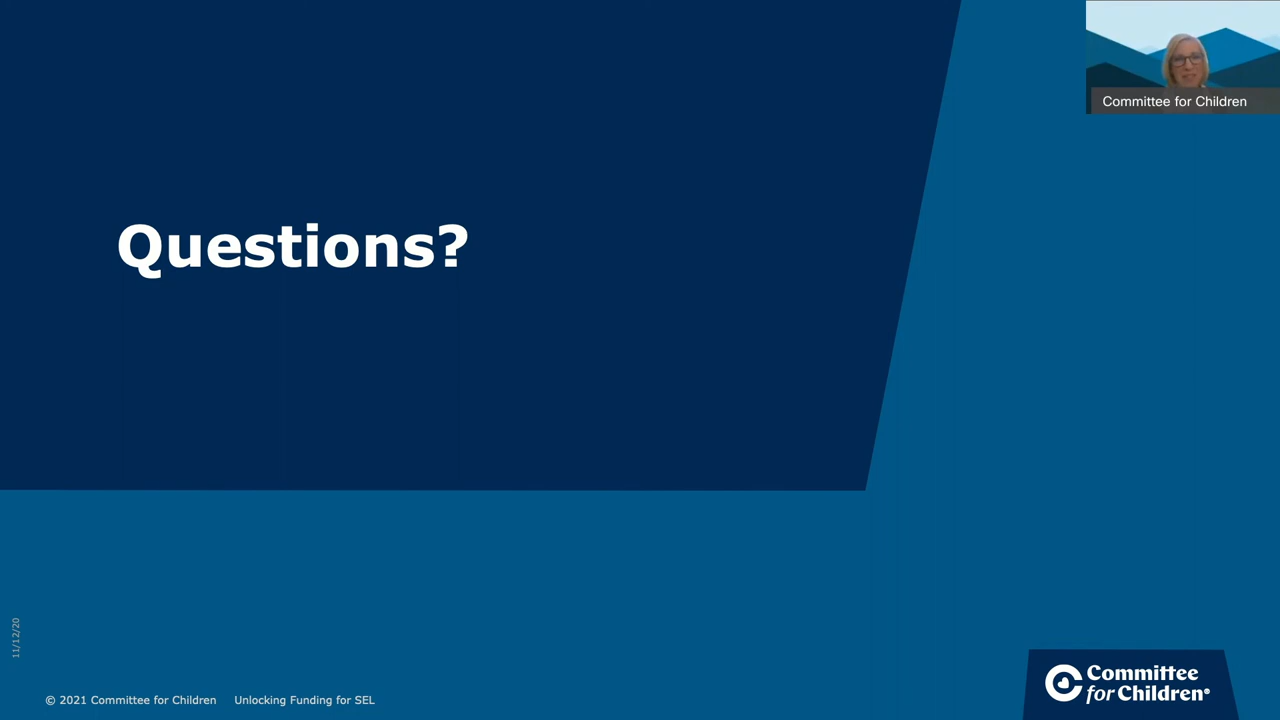 Committee for Children
Questions?
11/12/20
© 2021 Committee for Children Unlocking Funding for SEL
Committee
for Children®